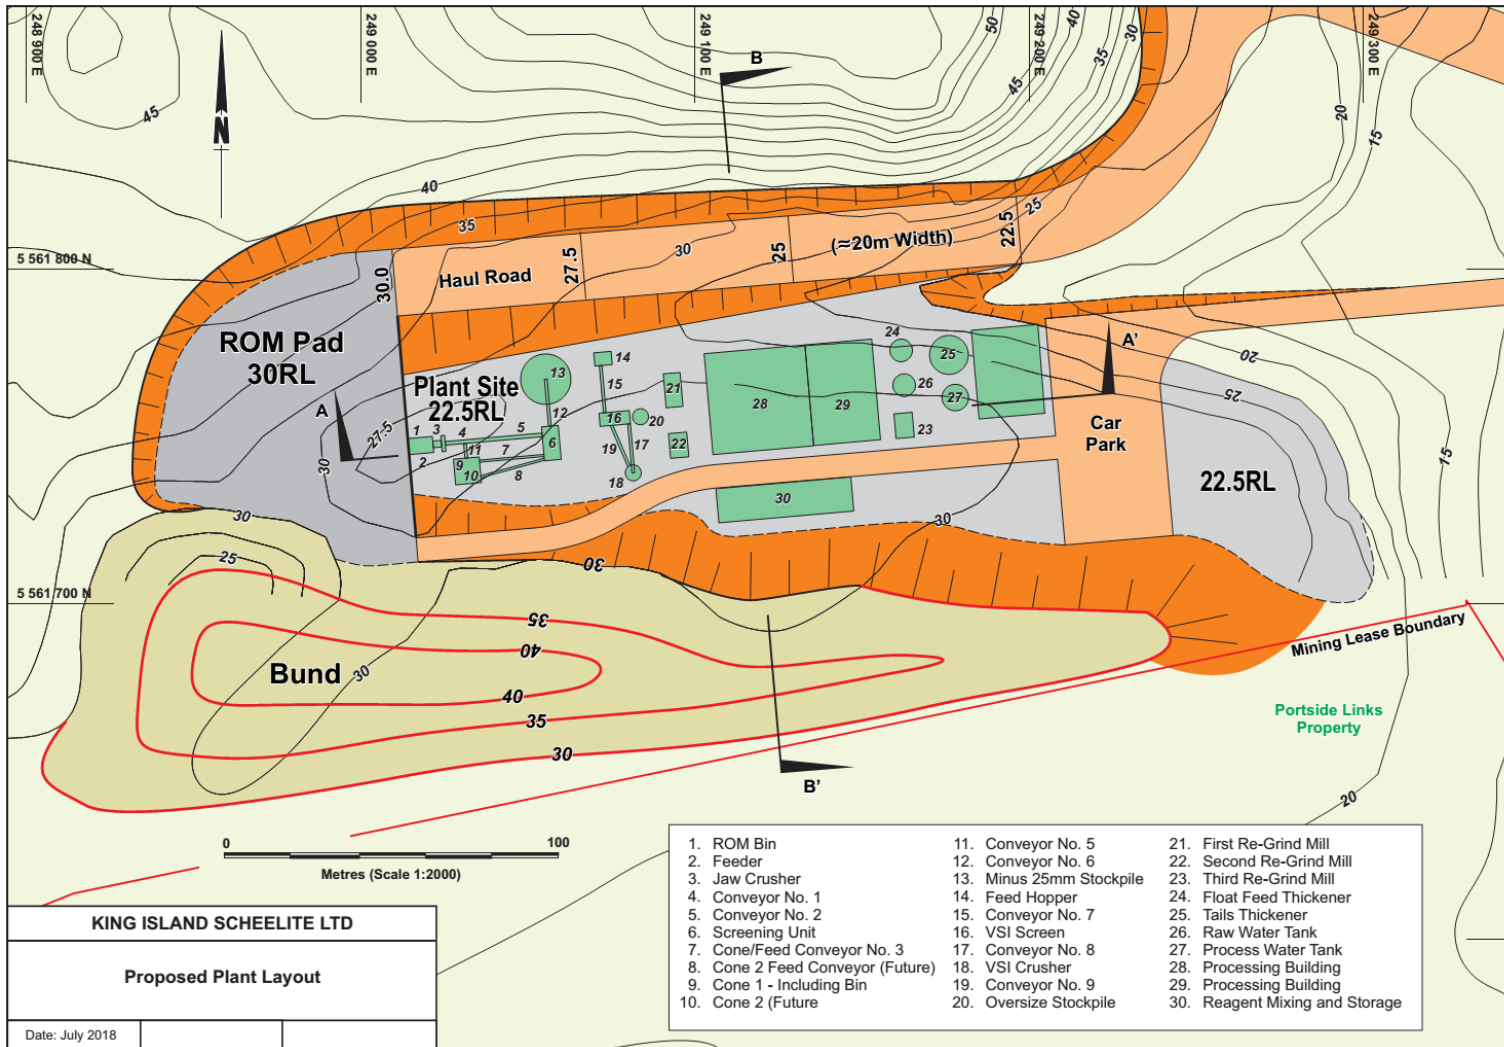 248 900 E
249 000 E
249 100 E
249 200 E
249 300 E
50
40
30
35
45
45
20
15
B
N
40
35
25
5 561 800 N
30.0
Haul Road
27.5
30
25
(≈20m Width)
22.5
ROM Pad
30RL
Plant Site
22.5RL
A
27.5
30
1
2
3
4
5
6
7
8
9
10
11
12
13
14
15
16
17
18
19
20
21
22
23
24
25
26
27
28
29
30
A'
Car
Park
20
25
15
22.5RL
30
30
25
30
5 561 700 N
35
40
Bund
30
40
35
30
B'
Mining Lease Boundary
Portside Links
Property
20
0 100
Metres (Scale 1:2000)
KING ISLAND SCHEELITE LTD
Proposed Plant Layout
Date: July 2018
1. ROM Bin
2. Feeder
3. Jaw Crusher
4. Conveyor No. 1
5. Conveyor No. 2
6. Screening Unit
7. Cone/Feed Conveyor No. 3
8. Cone 2 Feed Conveyor (Future)
9. Cone 1 - Including Bin
10. Cone 2 (Future
11. Conveyor No. 5
12. Conveyor No. 6
13. Minus 25mm Stockpile
14. Feed Hopper
15. Conveyor No. 7
16. VSI Screen
17. Conveyor No. 8
18. VSI Crusher
19. Conveyor No. 9
20. Oversize Stockpile
21. First Re-Grind Mill
22. Second Re-Grind Mill
23. Third Re-Grind Mill
24. Float Feed Thickener
25. Tails Thickener
26. Raw Water Tank
27. Process Water Tank
28. Processing Building
29. Processing Building
30. Reagent Mixing and Storage